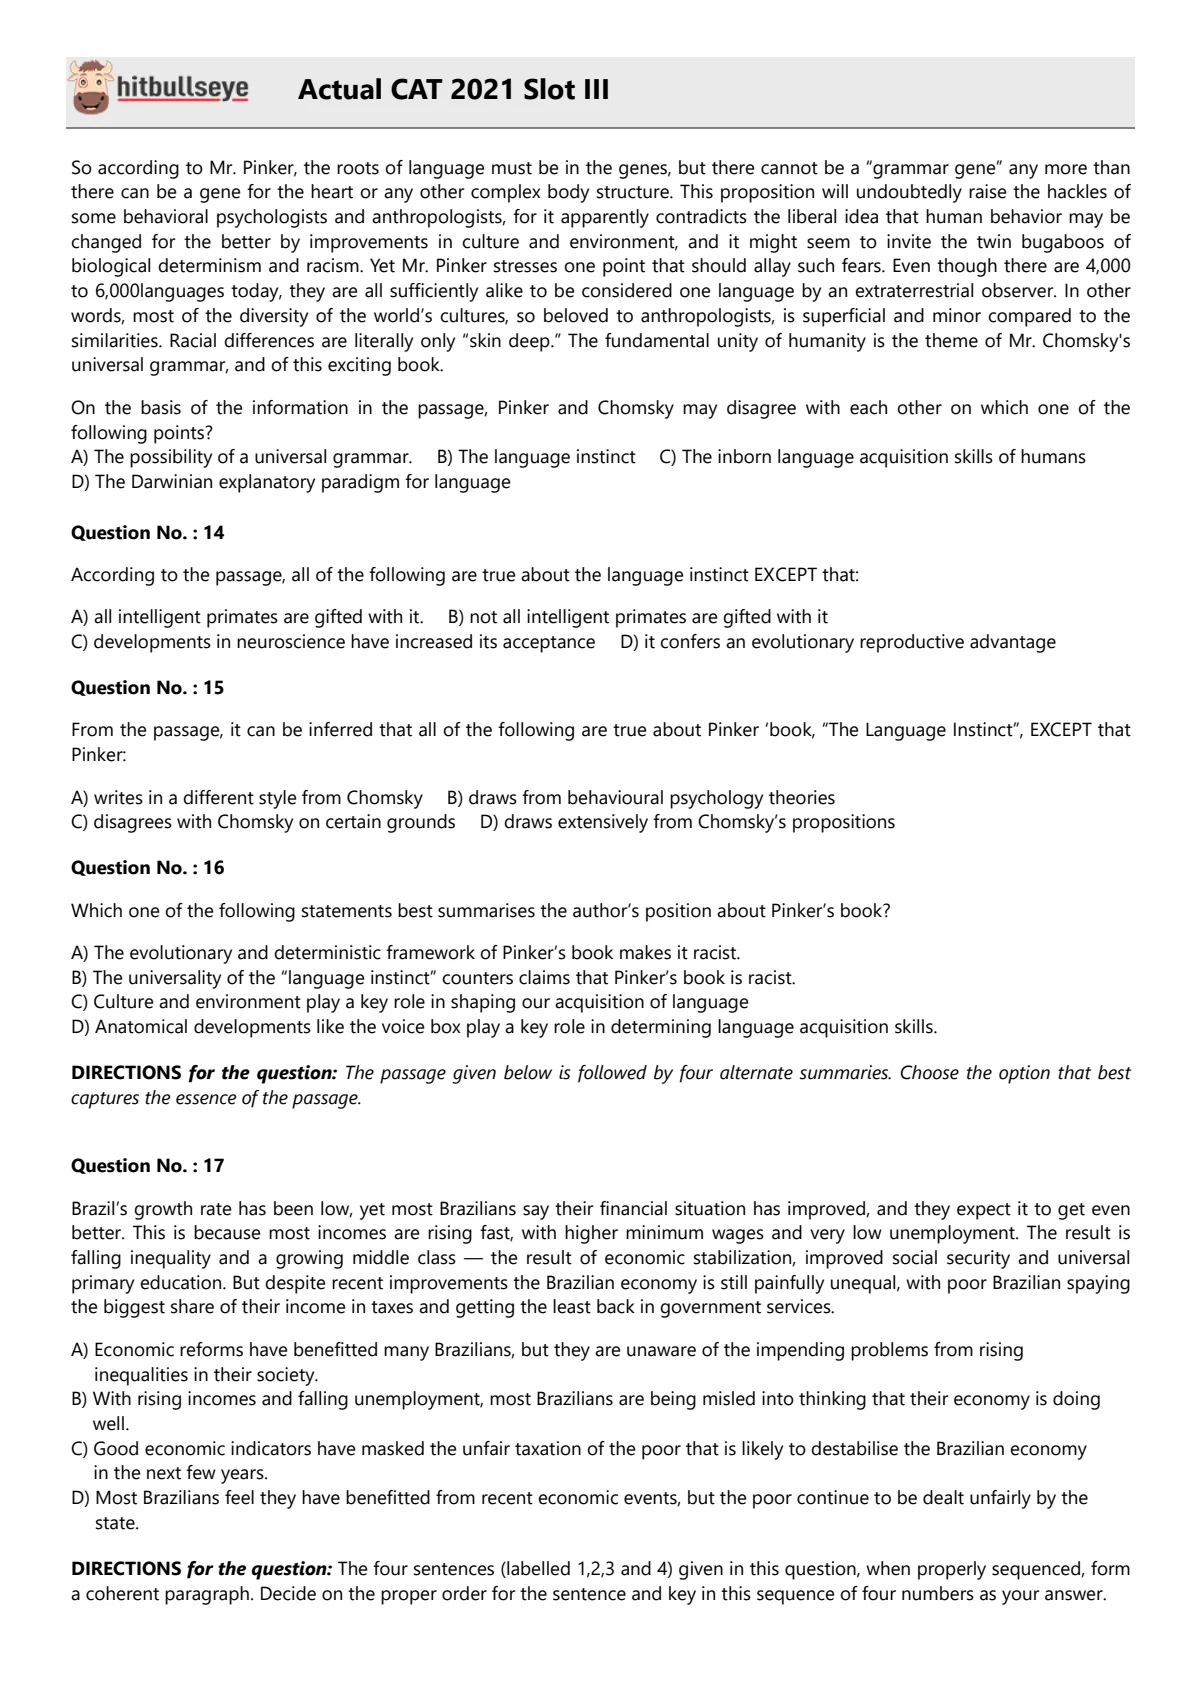 hitbullseye Actual CAT 2021 Slot III
So according to Mr. Pinker, the roots of language must be in the genes, but there cannot be a “grammar gene” any more than
there can be a gene for the heart or any other complex body structure. This proposition will undoubtedly raise the hackles of
some behavioral psychologists and anthropologists, for it apparently contradicts the liberal idea that human behavior may be
changed for the better by improvements in culture and environment, and it might seem to invite the twin bugaboos of
biological determinism and racism. Yet Mr. Pinker stresses one point that should allay such fears. Even though there are 4,000
to 6,000languages today, they are all sufficiently alike to be considered one language by an extraterrestrial observer. In other
words, most of the diversity of the world’s cultures, so beloved to anthropologists, is superficial and minor compared to the
similarities. Racial differences are literally only “skin deep.” The fundamental unity of humanity is the theme of Mr. Chomsky's
universal grammar, and of this exciting book.
On the basis of the information in the passage, Pinker and Chomsky may disagree with each other on which one of the
following points?
A) The possibility of a universal grammar. B) The language instinct C) The inborn language acquisition skills of humans
D) The Darwinian explanatory paradigm for language
Question No. : 14
According to the passage, all of the following are true about the language instinct EXCEPT that:
A) all intelligent primates are gifted with it. B) not all intelligent primates are gifted with it
C) developments in neuroscience have increased its acceptance D) it confers an evolutionary reproductive advantage
Question No. : 15
From the passage, it can be inferred that all of the following are true about Pinker ‘book, “The Language Instinct”, EXCEPT that
Pinker:
A) writes in a different style from Chomsky B) draws from behavioural psychology theories
C) disagrees with Chomsky on certain grounds D) draws extensively from Chomsky’s propositions
Question No. : 16
Which one of the following statements best summarises the author’s position about Pinker’s book?
A) The evolutionary and deterministic framework of Pinker’s book makes it racist.
B) The universality of the “language instinct” counters claims that Pinker’s book is racist.
C) Culture and environment play a key role in shaping our acquisition of language
D) Anatomical developments like the voice box play a key role in determining language acquisition skills.
DIRECTIONS for the question: The passage given below is followed by four alternate summaries. Choose the option that best
captures the essence of the passage.
Question No. : 17
Brazil’s growth rate has been low, yet most Brazilians say their financial situation has improved, and they expect it to get even
better. This is because most incomes are rising fast, with higher minimum wages and very low unemployment. The result is
falling inequality and a growing middle class — the result of economic stabilization, improved social security and universal
primary education. But despite recent improvements the Brazilian economy is still painfully unequal, with poor Brazilian spaying
the biggest share of their income in taxes and getting the least back in government services.
A) Economic reforms have benefitted many Brazilians, but they are unaware of the impending problems from rising
inequalities in their society.
B) With rising incomes and falling unemployment, most Brazilians are being misled into thinking that their economy is doing
well.
C) Good economic indicators have masked the unfair taxation of the poor that is likely to destabilise the Brazilian economy
in the next few years.
D) Most Brazilians feel they have benefitted from recent economic events, but the poor continue to be dealt unfairly by the
state.
DIRECTIONS for the question: The four sentences (labelled 1,2,3 and 4) given in this question, when properly sequenced, form
a coherent paragraph. Decide on the proper order for the sentence and key in this sequence of four numbers as your answer.